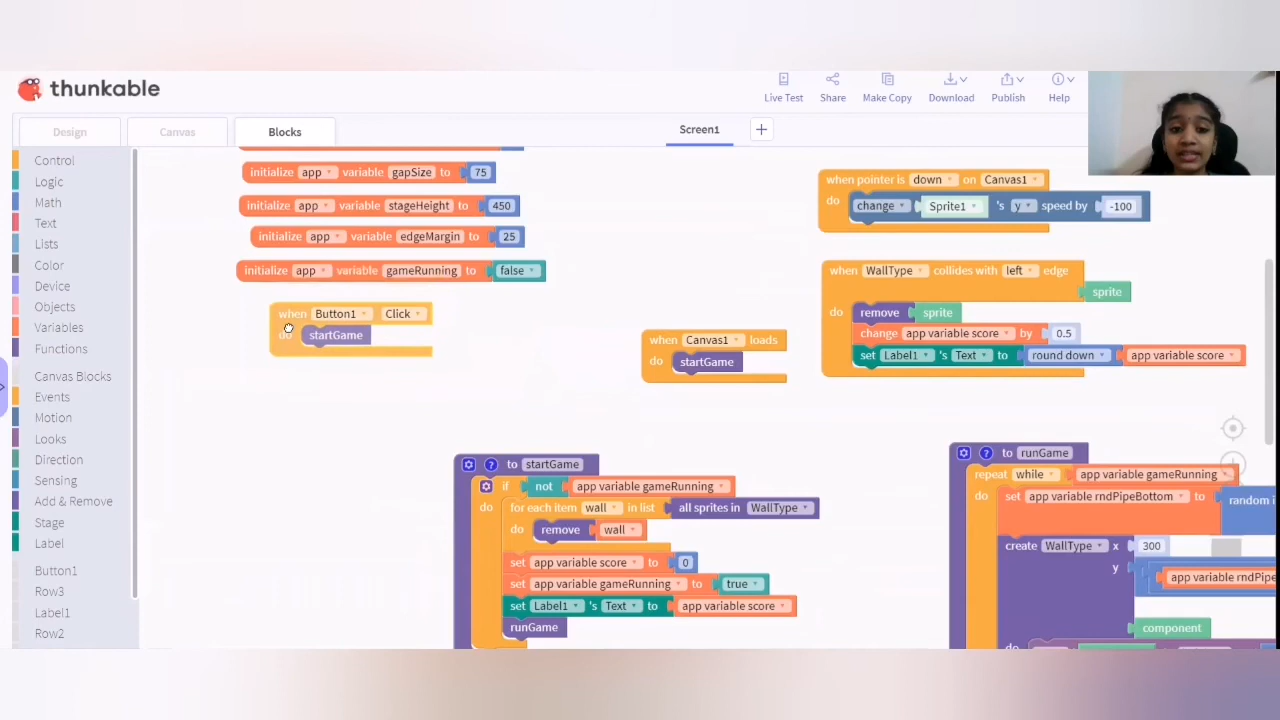 thunkable
Live Test
Share
Make Copy
Download
Publish
Help
Design
Canvas
Blocks
Screen1
Control
Logic
Math
Text
Lists
Color
Device
Objects
Variables
Functions
Canvas Blocks
Events
Motion
Looks
Direction
Sensing
Add & Remove
Stage
Label
Button1
Row3
Label1
Row2
initialize app variable gapSize to 75
initialize app variable stageHeight to 450
initialize app variable edgeMargin to 25
initialize app variable gameRunning to false
when Button1 Click
do startGame
when Canvas1 loads
do startGame
when pointer is down on Canvas1
do change Sprite1 's y speed by -100
when WallType collides with left edge
sprite
do remove sprite
change app variable score by 0.5
set Label1 's Text to round down app variable score
? to startGame
if not app variable gameRunning
do for each item wall in list all sprites in WallType
do remove wall
set app variable score to 0
set app variable gameRunning to true
set Label1 's Text to app variable score
runGame
? to runGame
repeat while app variable gameRunning
do set app variable rndPipeBottom to random i
create WallType x 300
y app variable rndPipe
component
do